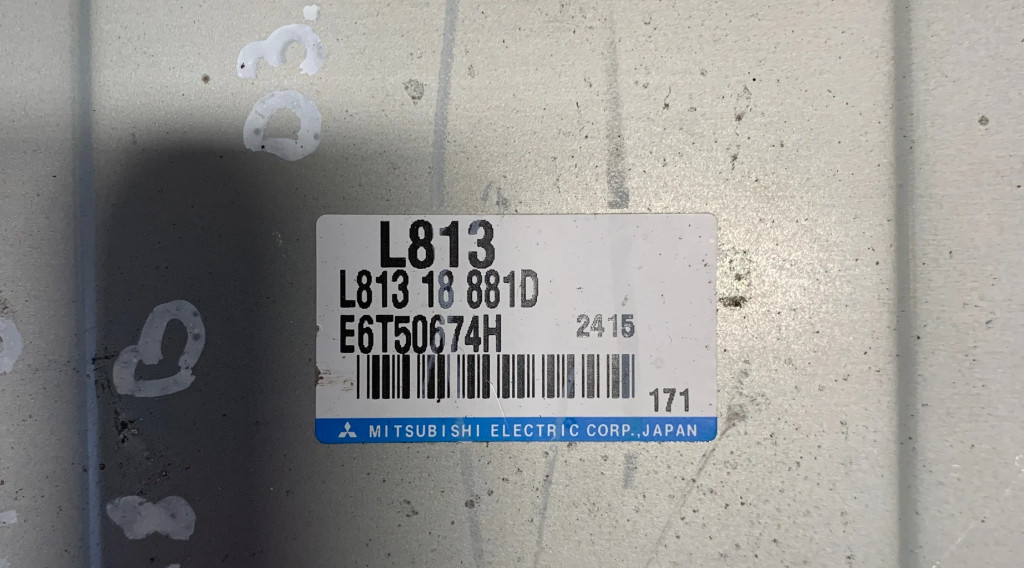 L813
L813 18 881D
E6T50674H 2415
171
MITSUBISHI ELECTRIC CORP.,JAPAN